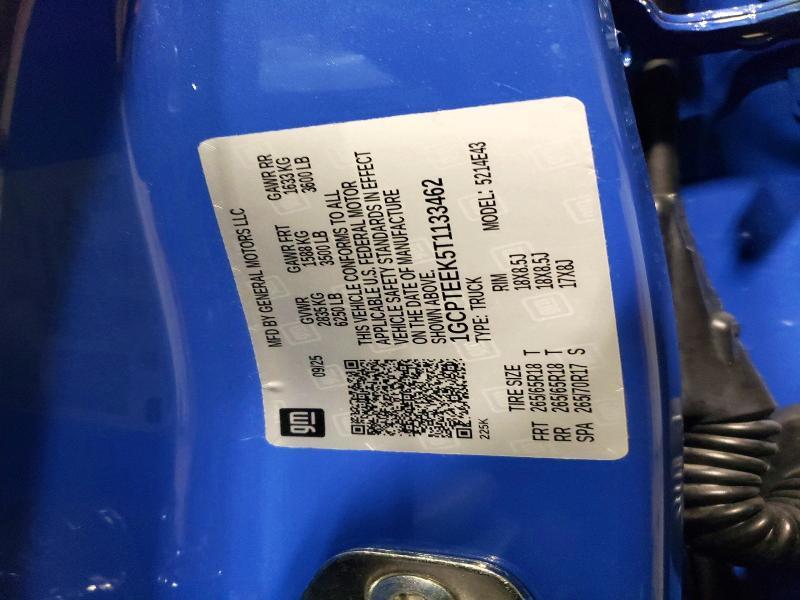 gm
MFD BY GENERAL MOTORS LLC
09/25
GVWR GAWR FRT GAWR RR
2835 KG 1588 KG 1633 KG
6250 LB 3500 LB 3600 LB
THIS VEHICLE CONFORMS TO ALL
APPLICABLE U.S. FEDERAL MOTOR
VEHICLE SAFETY STANDARDS IN EFFECT
ON THE DATE OF MANUFACTURE
SHOWN ABOVE.
1GCPTEEK5T1133462
TYPE: TRUCK MODEL: 5214E43
225K
TIRE SIZE RIM
FRT 265/65R18 T 18X8.5J
RR 265/65R18 T 18X8.5J
SPA 265/70R17 S 17X8J